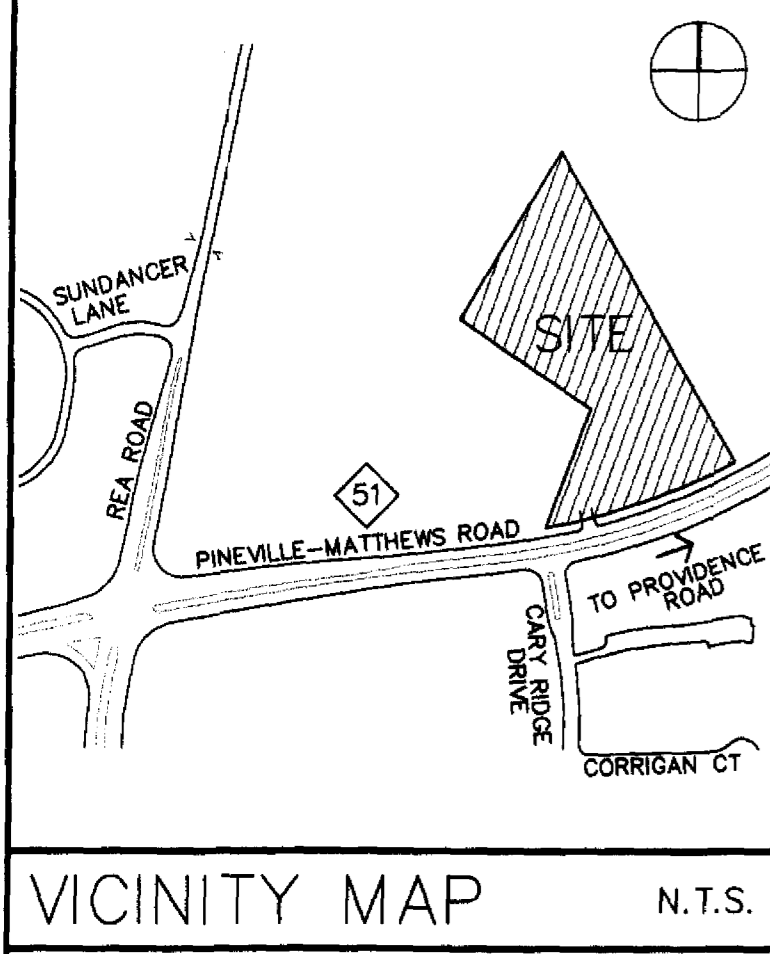 SUNDANCER
LANE
SITE
REA ROAD
51
PINEVILLE-MATTHEWS ROAD
TO PROVIDENCE
ROAD
CARY RIDGE
DRIVE
CORRIGAN CT
VICINITY MAP
N.T.S.